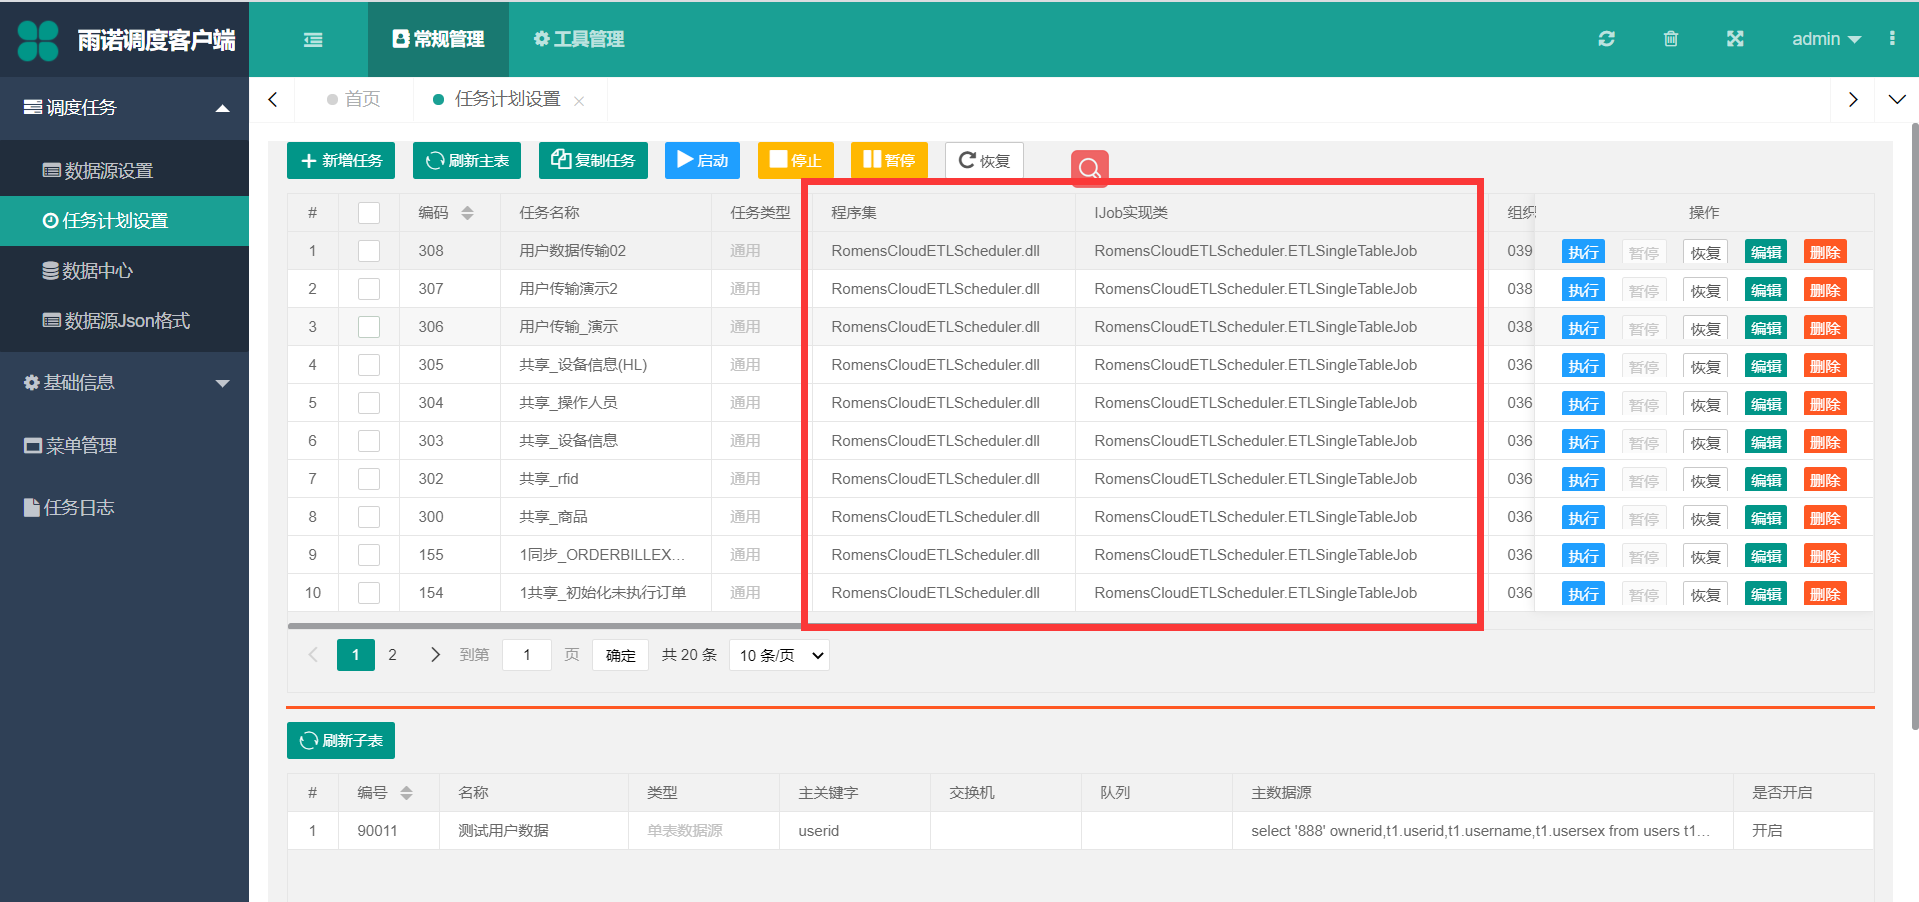 雨诺调度客户端
常规管理
工具管理
admin
调度任务
数据源设置
任务计划设置
数据中心
数据源Json格式
基础信息
菜单管理
任务日志
首页
任务计划设置
新增任务 刷新主表 复制任务 启动 停止 暂停 恢复
# 编码 任务名称 任务类型 程序集 IJob实现类 组织 操作
1 308 用户数据传输02 通用 RomensCloudETLScheduler.dll RomensCloudETLScheduler.ETLSingleTableJob 039 执行 暂停 恢复 编辑 删除
2 307 用户传输演示2 通用 RomensCloudETLScheduler.dll RomensCloudETLScheduler.ETLSingleTableJob 038 执行 暂停 恢复 编辑 删除
3 306 用户传输_演示 通用 RomensCloudETLScheduler.dll RomensCloudETLScheduler.ETLSingleTableJob 038 执行 暂停 恢复 编辑 删除
4 305 共享_设备信息(HL) 通用 RomensCloudETLScheduler.dll RomensCloudETLScheduler.ETLSingleTableJob 036 执行 暂停 恢复 编辑 删除
5 304 共享_操作人员 通用 RomensCloudETLScheduler.dll RomensCloudETLScheduler.ETLSingleTableJob 036 执行 暂停 恢复 编辑 删除
6 303 共享_设备信息 通用 RomensCloudETLScheduler.dll RomensCloudETLScheduler.ETLSingleTableJob 036 执行 暂停 恢复 编辑 删除
7 302 共享_rfid 通用 RomensCloudETLScheduler.dll RomensCloudETLScheduler.ETLSingleTableJob 036 执行 暂停 恢复 编辑 删除
8 300 共享_商品 通用 RomensCloudETLScheduler.dll RomensCloudETLScheduler.ETLSingleTableJob 036 执行 暂停 恢复 编辑 删除
9 155 1同步_ORDERBILLEX... 通用 RomensCloudETLScheduler.dll RomensCloudETLScheduler.ETLSingleTableJob 036 执行 暂停 恢复 编辑 删除
10 154 1共享_初始化未执行订单 通用 RomensCloudETLScheduler.dll RomensCloudETLScheduler.ETLSingleTableJob 036 执行 暂停 恢复 编辑 删除
1 2 到第 1 页 确定 共 20 条 10 条/页
刷新子表
# 编号 名称 类型 主关键字 交换机 队列 主数据源 是否开启
1 90011 测试用户数据 单表数据源 userid select '888' ownerid,t1.userid,t1.username,t1.usersex from users t1... 开启